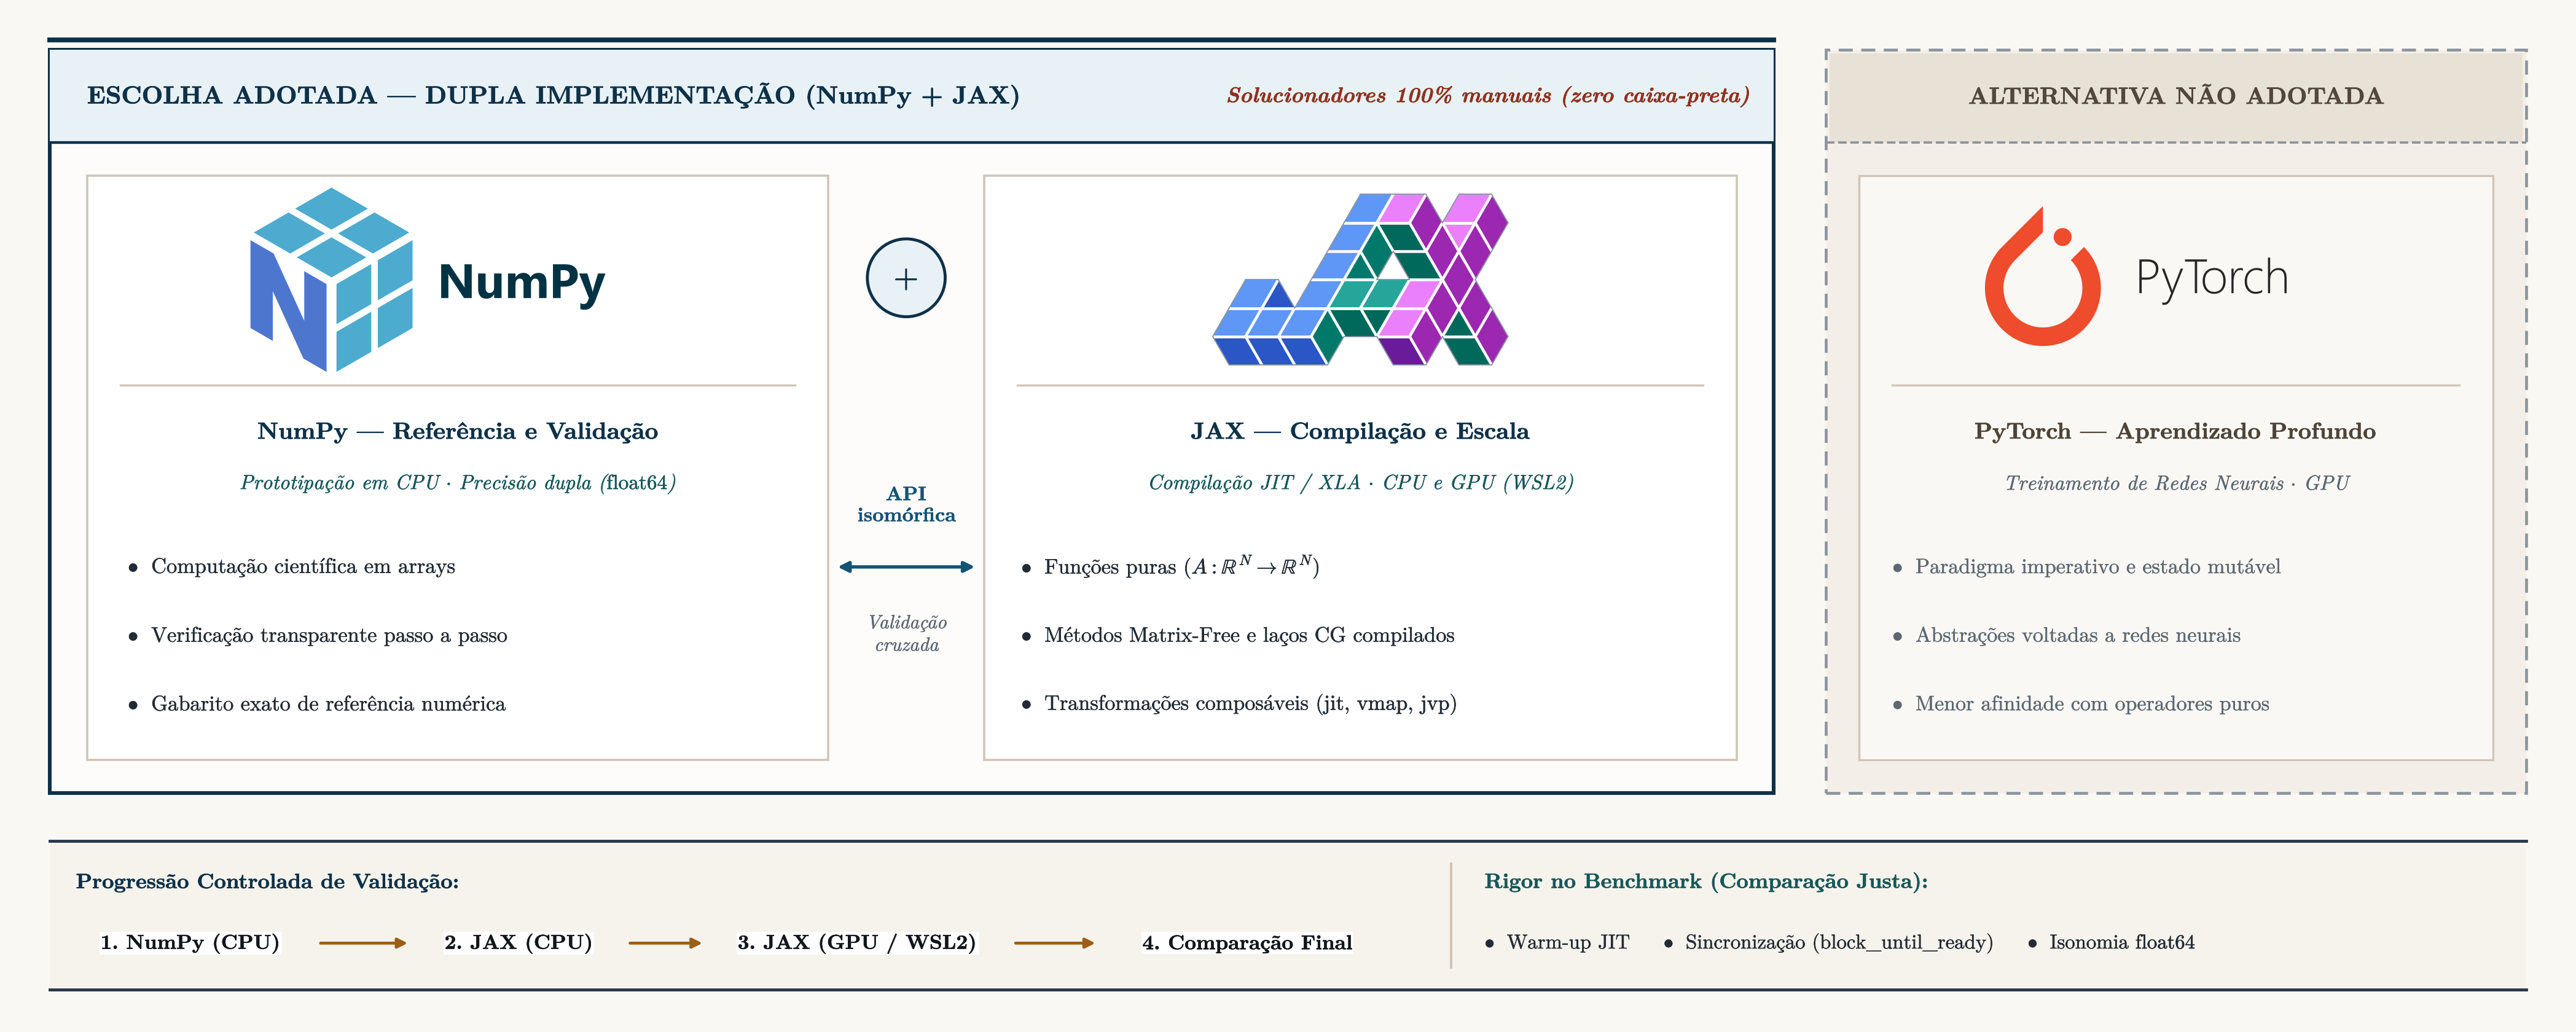 ESCOLHA ADOTADA — DUPLA IMPLEMENTAÇÃO (NumPy + JAX)
Solucionadores 100% manuais (zero caixa-preta)
NumPy
NumPy — Referência e Validação
Prototipação em CPU · Precisão dupla (float64)
• Computação científica em arrays
• Verificação transparente passo a passo
• Gabarito exato de referência numérica
+
API
isomórfica
Validação
cruzada
JAX
JAX — Compilação e Escala
Compilação JIT / XLA · CPU e GPU (WSL2)
• Funções puras (A : ℝ^N → ℝ^N)
• Métodos Matrix-Free e laços CG compilados
• Transformações composáveis (jit, vmap, jvp)
ALTERNATIVA NÃO ADOTADA
PyTorch
PyTorch — Aprendizado Profundo
Treinamento de Redes Neurais · GPU
• Paradigma imperativo e estado mutável
• Abstrações voltadas a redes neurais
• Menor afinidade com operadores puros
Progressão Controlada de Validação:
1. NumPy (CPU)
2. JAX (CPU)
3. JAX (GPU / WSL2)
4. Comparação Final
Rigor no Benchmark (Comparação Justa):
• Warm-up JIT • Sincronização (block_until_ready) • Isonomia float64